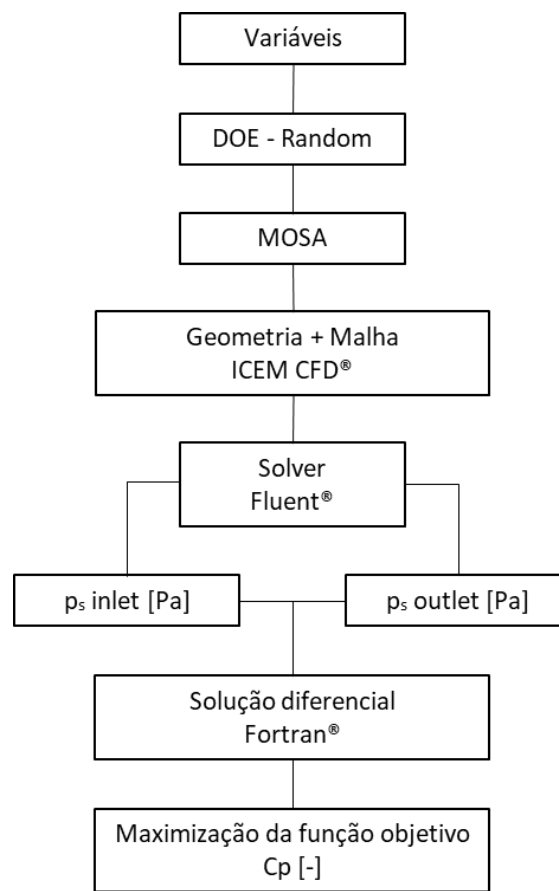 Variáveis
DOE - Random
MOSA
Geometria + Malha
ICEM CFD®
Solver
Fluent®
ps inlet [Pa]
ps outlet [Pa]
Solução diferencial
Fortran®
Maximização da função objetivo
Cp [-]